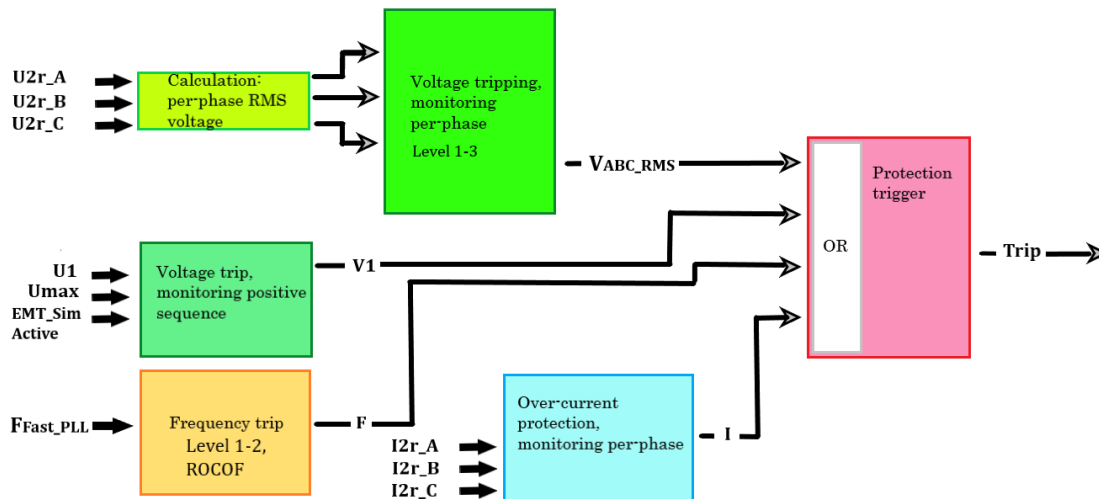 U2r_A
U2r_B
U2r_C
Calculation:
per-phase RMS
voltage
Voltage tripping,
monitoring
per-phase
Level 1-3
VABC_RMS
Protection
trigger
OR
Trip
U1
Umax
EMT_Sim
Active
Voltage trip,
monitoring positive
sequence
V1
FFast_PLL
Frequency trip
Level 1-2,
ROCOF
F
I2r_A
I2r_B
I2r_C
Over-current
protection,
monitoring per-phase
I